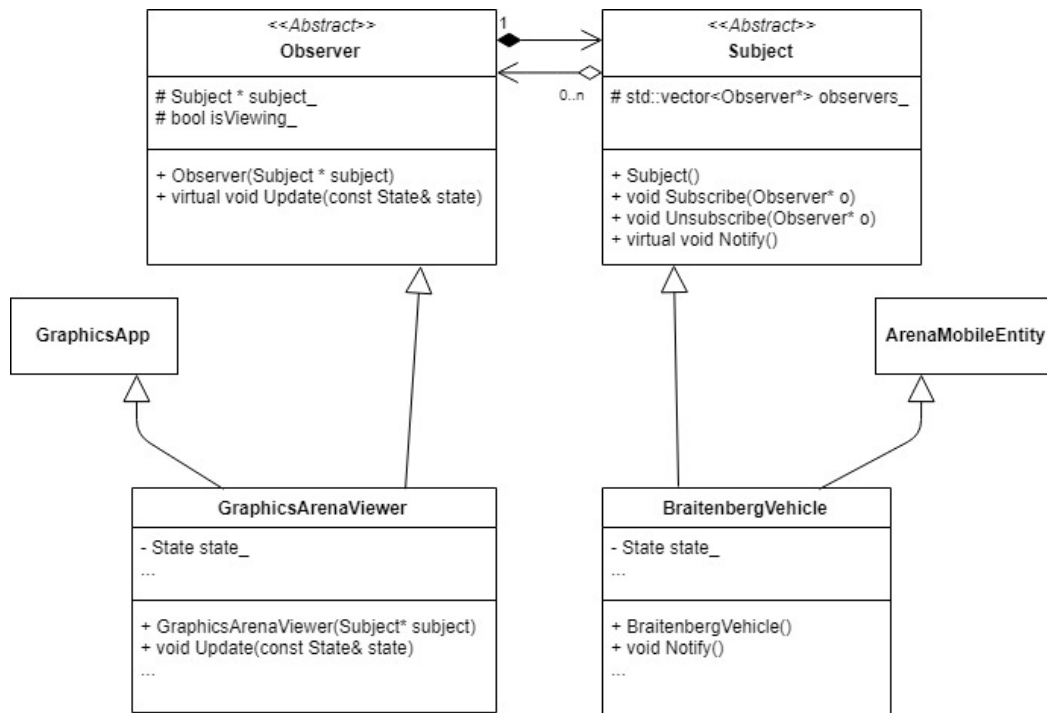 <<Abstract>>
Observer
# Subject * subject_
# bool isViewing_
+ Observer(Subject * subject)
+ virtual void Update(const State& state)
1
0..n
<<Abstract>>
Subject
# std::vector<Observer*> observers_
+ Subject()
+ void Subscribe(Observer* o)
+ void Unsubscribe(Observer* o)
+ virtual void Notify()
GraphicsApp
ArenaMobileEntity
GraphicsArenaViewer
- State state_
...
+ GraphicsArenaViewer(Subject* subject)
+ void Update(const State& state)
...
BraitenbergVehicle
- State state_
...
+ BraitenbergVehicle()
+ void Notify()
...